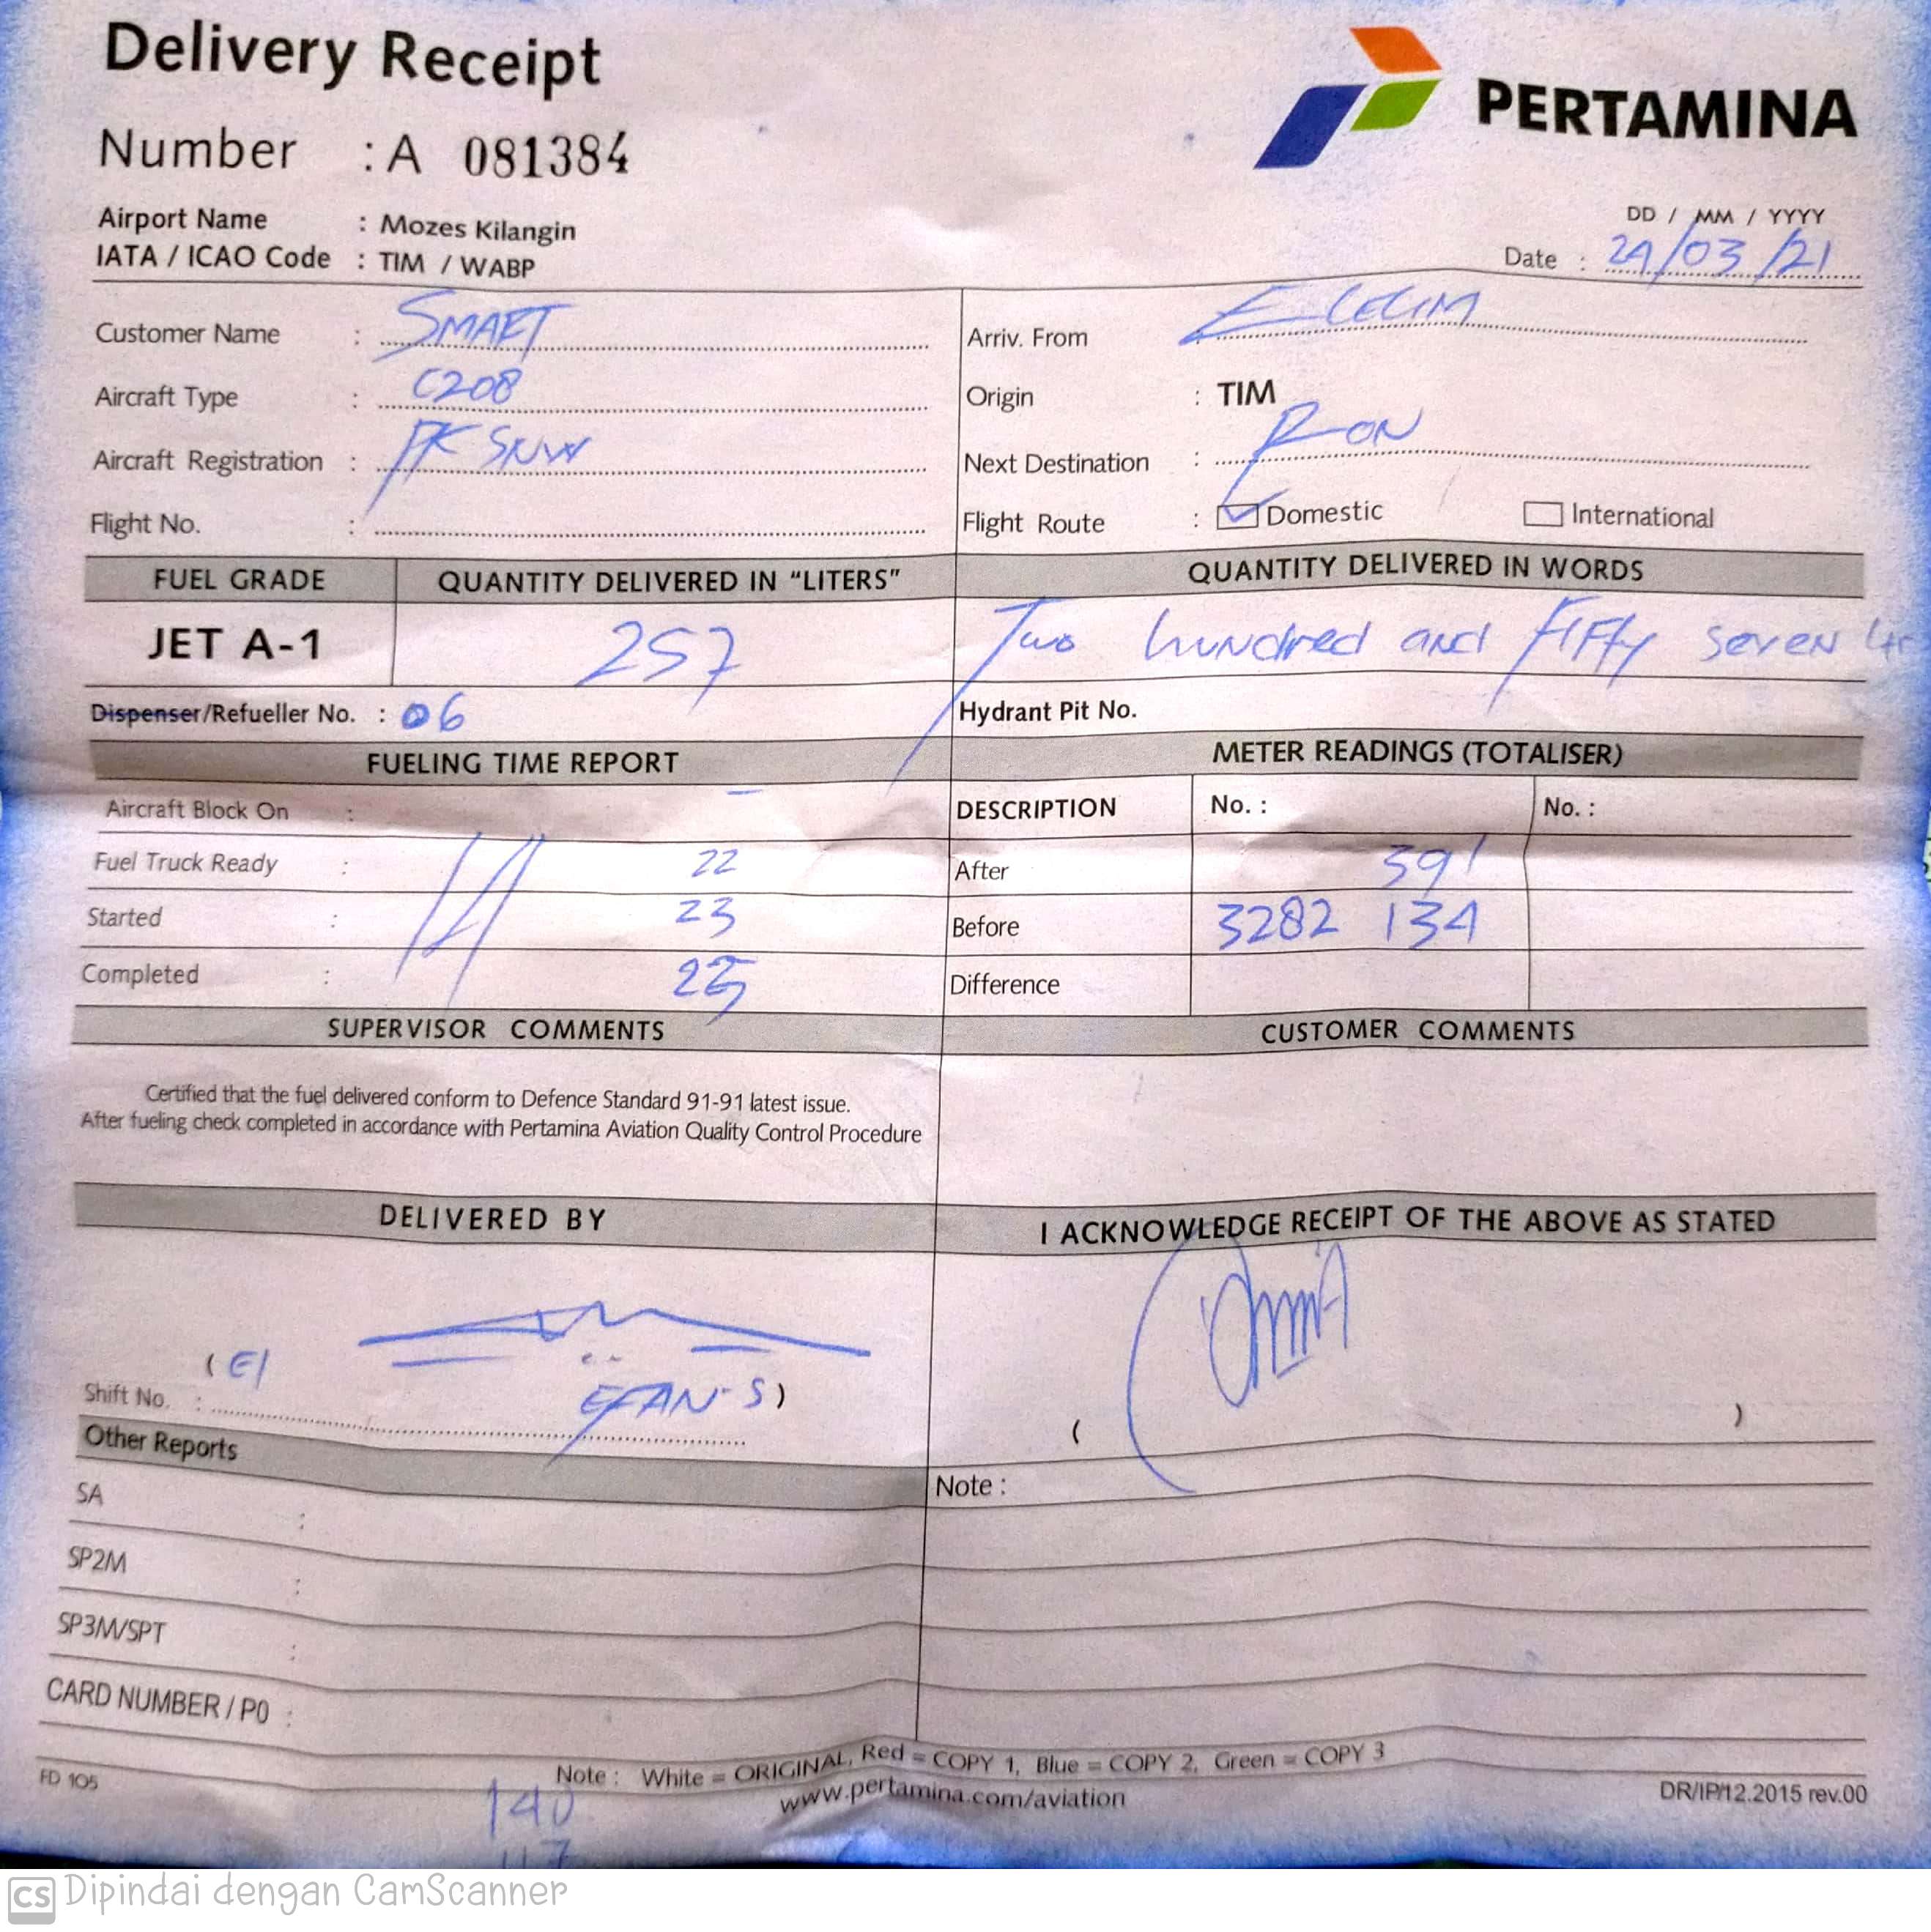 Delivery Receipt
PERTAMINA
Number : A 081384
Airport Name : Mozes Kilangin
IATA / ICAO Code : TIM / WABP
DD / MM / YYYY
Date : 29/03/21
Customer Name : SMART
Arriv. From :
Aircraft Type : C208
Origin : TIM
Aircraft Registration : PK SNW
Next Destination : RON
Flight No. :
Flight Route : Domestic International
FUEL GRADE QUANTITY DELIVERED IN “LITERS” QUANTITY DELIVERED IN WORDS
JET A-1 257 Two hundred and FIFTy seven
Dispenser/Refueller No. : 06 Hydrant Pit No.
FUELING TIME REPORT METER READINGS (TOTALISER)
Aircraft Block On : - DESCRIPTION No. : No. :
Fuel Truck Ready : 22 After 391
Started : 23 Before 3282 134
Completed : 25 Difference
SUPERVISOR COMMENTS CUSTOMER COMMENTS
Certified that the fuel delivered conform to Defence Standard 91-91 latest issue.
After fueling check completed in accordance with Pertamina Aviation Quality Control Procedure
DELIVERED BY I ACKNOWLEDGE RECEIPT OF THE ABOVE AS STATED
( EFAN·S)
Shift No. :
( )
Other Reports
Note :
SA :
SP2M :
SP3M/SPT :
CARD NUMBER / PO :
Note : White = ORIGINAL, Red = COPY 1, Blue = COPY 2, Green = COPY 3
FD 105
www.pertamina.com/aviation
DR/IP/12.2015 rev.00
140
CS Dipindai dengan CamScanner